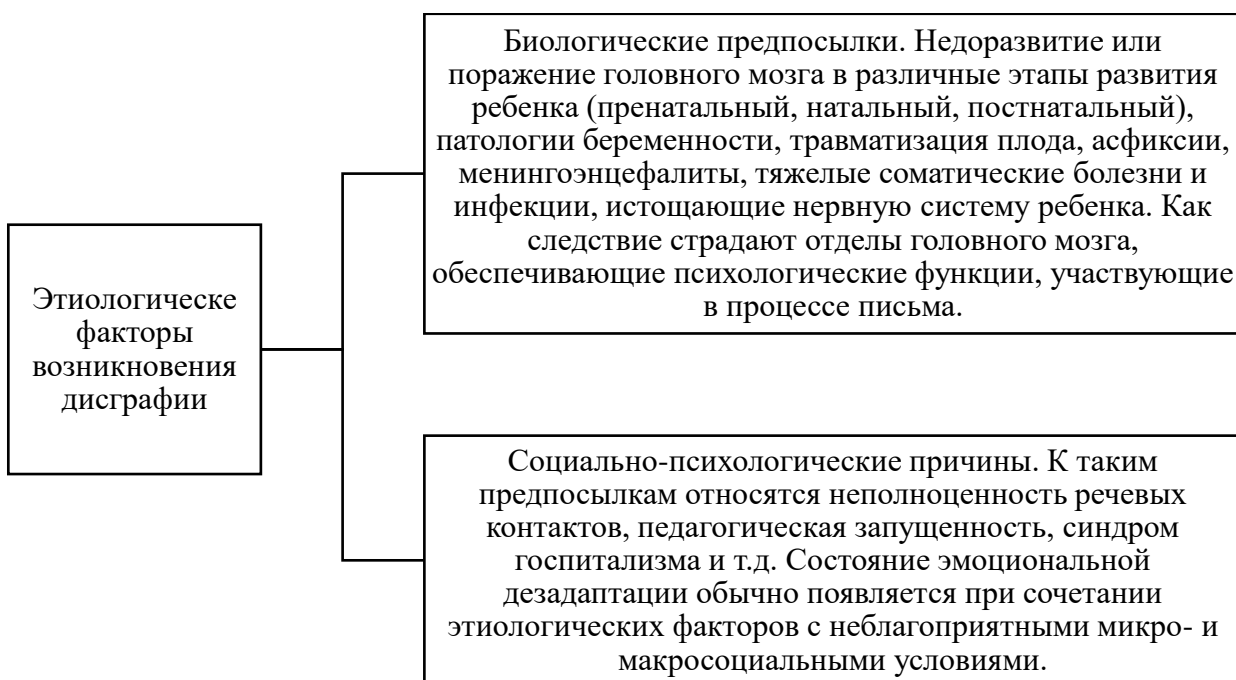 Биологические предпосылки. Недоразвитие или
поражение головного мозга в различные этапы развития
ребенка (пренатальный, натальный, постнатальный),
патологии беременности, травматизация плода, асфиксии,
менингоэнцефалиты, тяжелые соматические болезни и
инфекции, истощающие нервную систему ребенка. Как
следствие страдают отделы головного мозга,
обеспечивающие психологические функции, участвующие
в процессе письма.
Этиологическе
факторы
возникновения
дисграфии
Социально-психологические причины. К таким
предпосылкам относятся неполноценность речевых
контактов, педагогическая запущенность, синдром
госпитализма и т.д. Состояние эмоциональной
дезадаптации обычно появляется при сочетании
этиологических факторов с неблагоприятными микро- и
макросоциальными условиями.